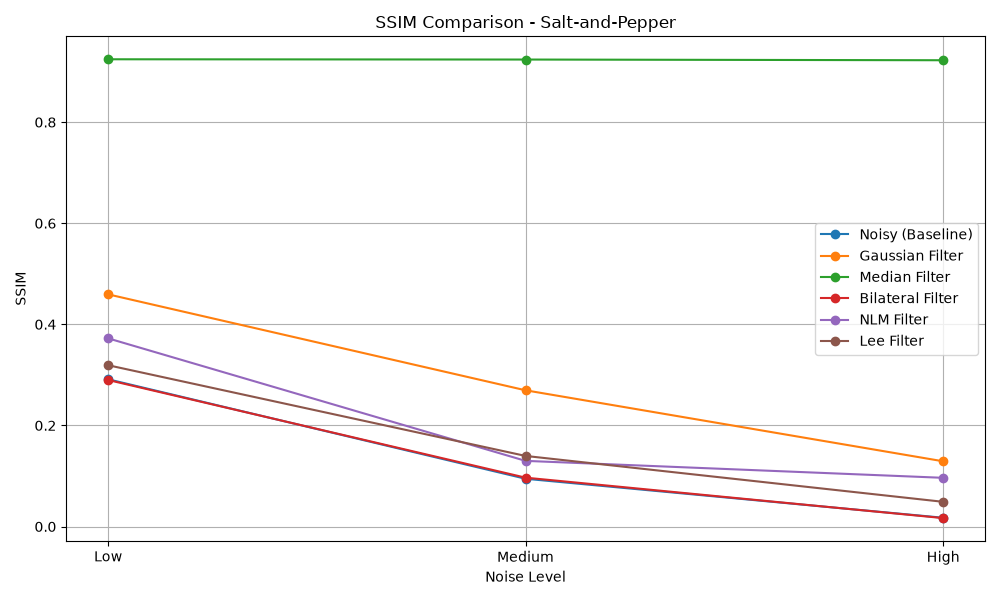 SSIM Comparison - Salt-and-Pepper
SSIM
0.8
0.6
0.4
0.2
0.0
Noisy (Baseline)
Gaussian Filter
Median Filter
Bilateral Filter
NLM Filter
Lee Filter
Low
Medium
High
Noise Level